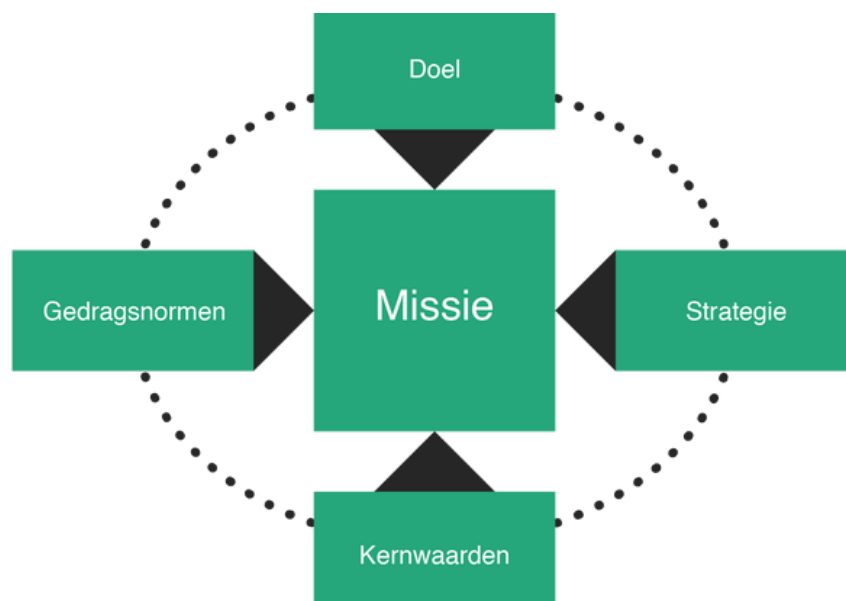 Doel
Gedragsnormen
Missie
Strategie
Kernwaarden